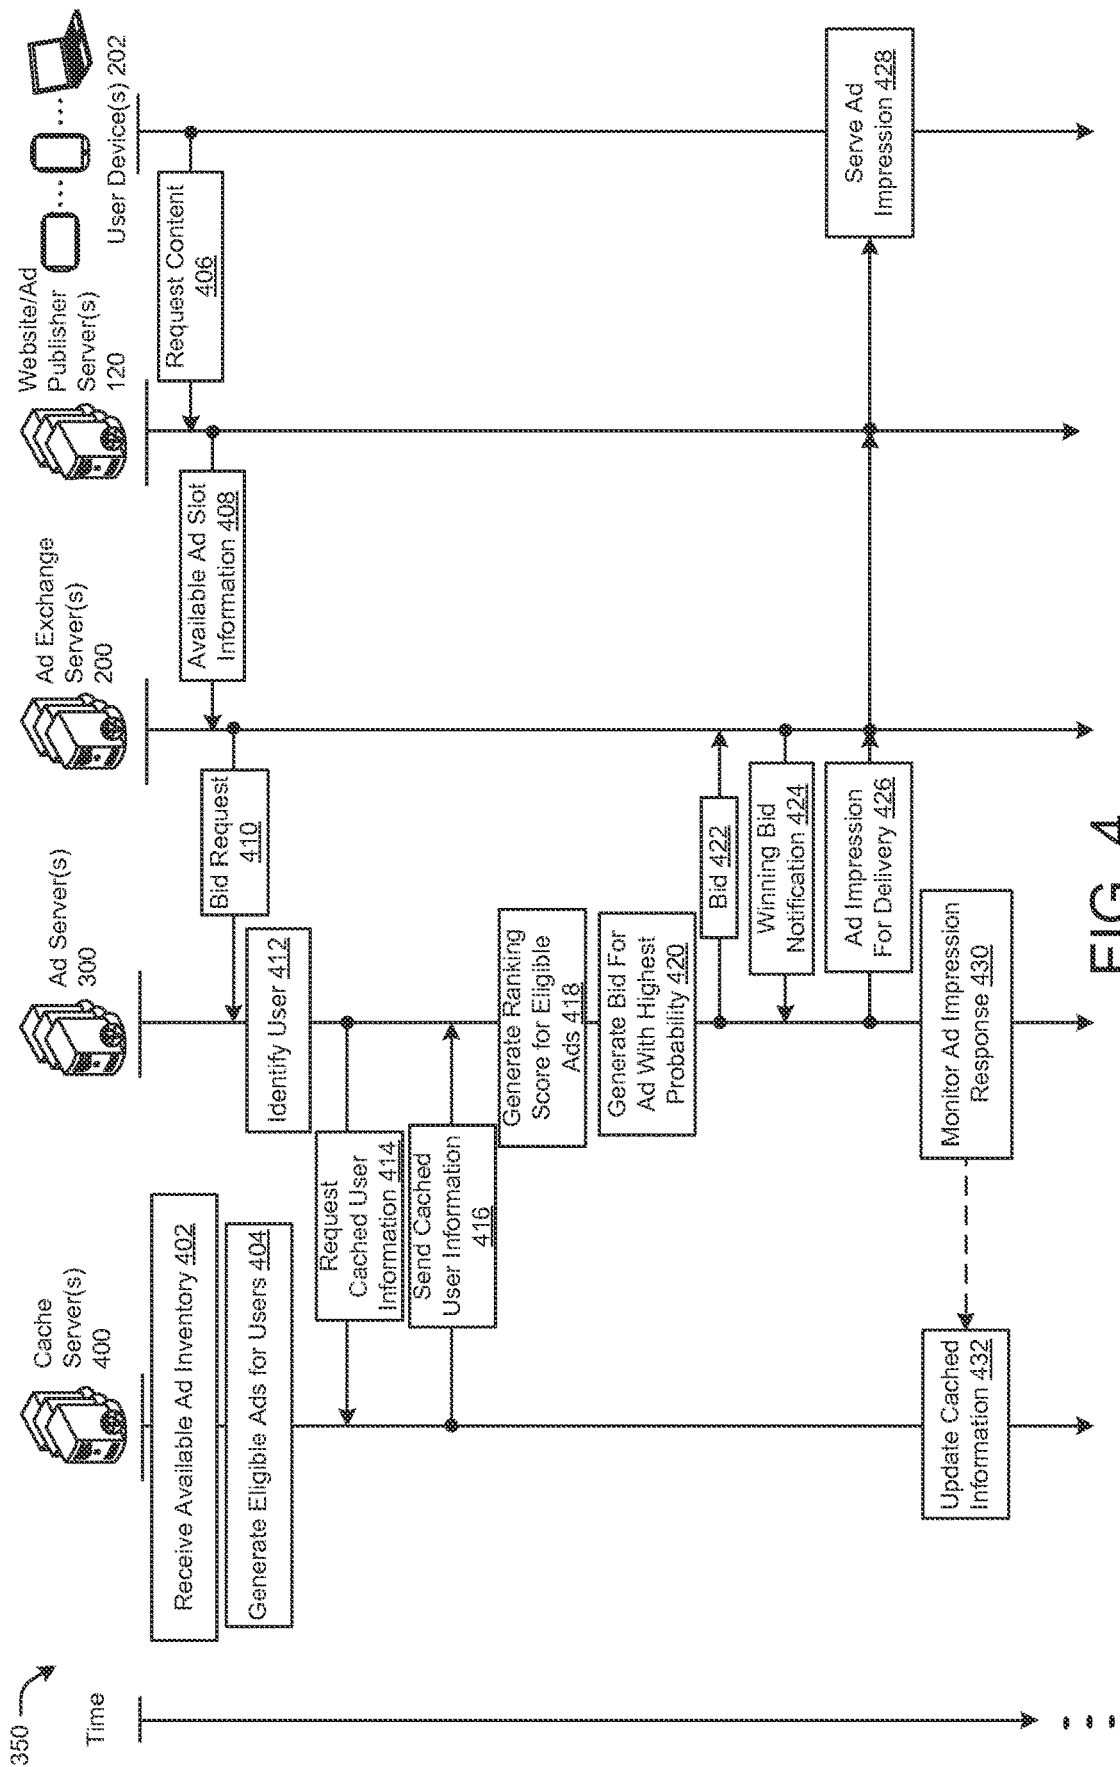 350
Time
Cache
Server(s)
400
Ad Server(s)
300
Ad Exchange
Server(s)
200
Website/Ad
Publisher
Server(s)
120
User Device(s) 202
Receive Available Ad Inventory 402
Generate Eligible Ads for Users 404
Request Content
406
Available Ad Slot
Information 408
Bid Request
410
Identify User 412
Request
Cached User
Information 414
Send Cached
User Information
416
Generate Ranking
Score for Eligible
Ads 418
Generate Bid For
Ad With Highest
Probability 420
Bid 422
Winning Bid
Notification 424
Ad Impression
For Delivery 426
Serve Ad
Impression 428
Monitor Ad Impression
Response 430
Update Cached
Information 432
FIG. 4